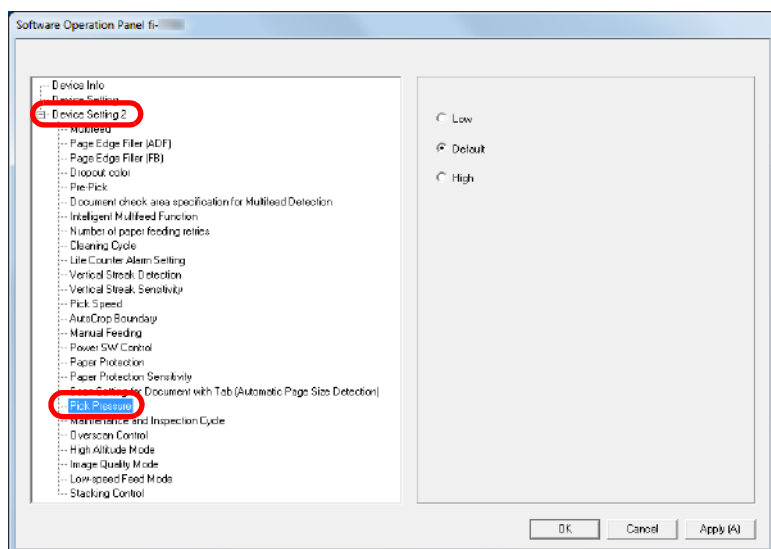 Software Operation Panel fi-
Device Info
Device Setting
Device Setting 2
Multifeed
Page Edge Filler (ADF)
Page Edge Filler (FB)
Dropout color
Pre-Pick
Document check area specification for Multifeed Detection
Intelligent Multifeed Function
Number of paper feeding retries
Cleaning Cycle
Life Counter Alarm Setting
Vertical Streak Detection
Vertical Streak Sensitivity
Pick Speed
AutoCrop Boundary
Manual Feeding
Power SW Control
Paper Protection
Paper Protection Sensitivity
Scan Setting for Document with Tab (Automatic Page Size Detection)
Pick Pressure
Maintenance and Inspection Cycle
Overscan Control
High Altitude Mode
Image Quality Mode
Low-speed Feed Mode
Stacking Control
Low
Default
High
OK Cancel Apply (A)